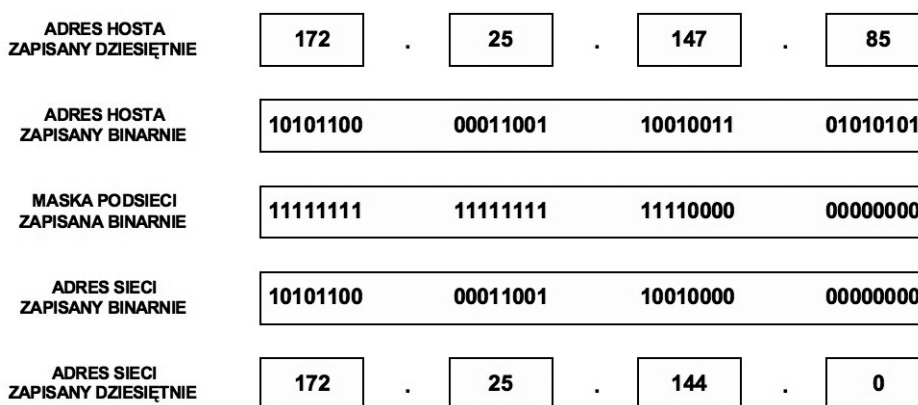 ADRES HOSTA
ZAPISANY DZIESIĘTNIE
172 . 25 . 147 . 85
ADRES HOSTA
ZAPISANY BINARNIE
10101100 00011001 10010011 01010101
MASKA PODSIECI
ZAPISANA BINARNIE
11111111 11111111 11110000 00000000
ADRES SIECI
ZAPISANY BINARNIE
10101100 00011001 10010000 00000000
ADRES SIECI
ZAPISANY DZIESIĘTNIE
172 . 25 . 144 . 0